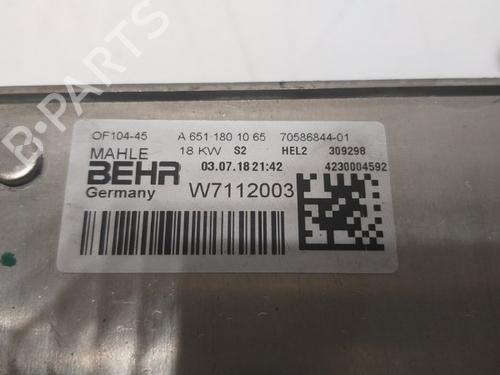 OF104-45 A 651 180 10 65 70586844-01
MAHLE 18 KW S2 HEL2 309298
BEHR 03.07.18 21:42 4230004592
Germany W7112003
B-PARTS